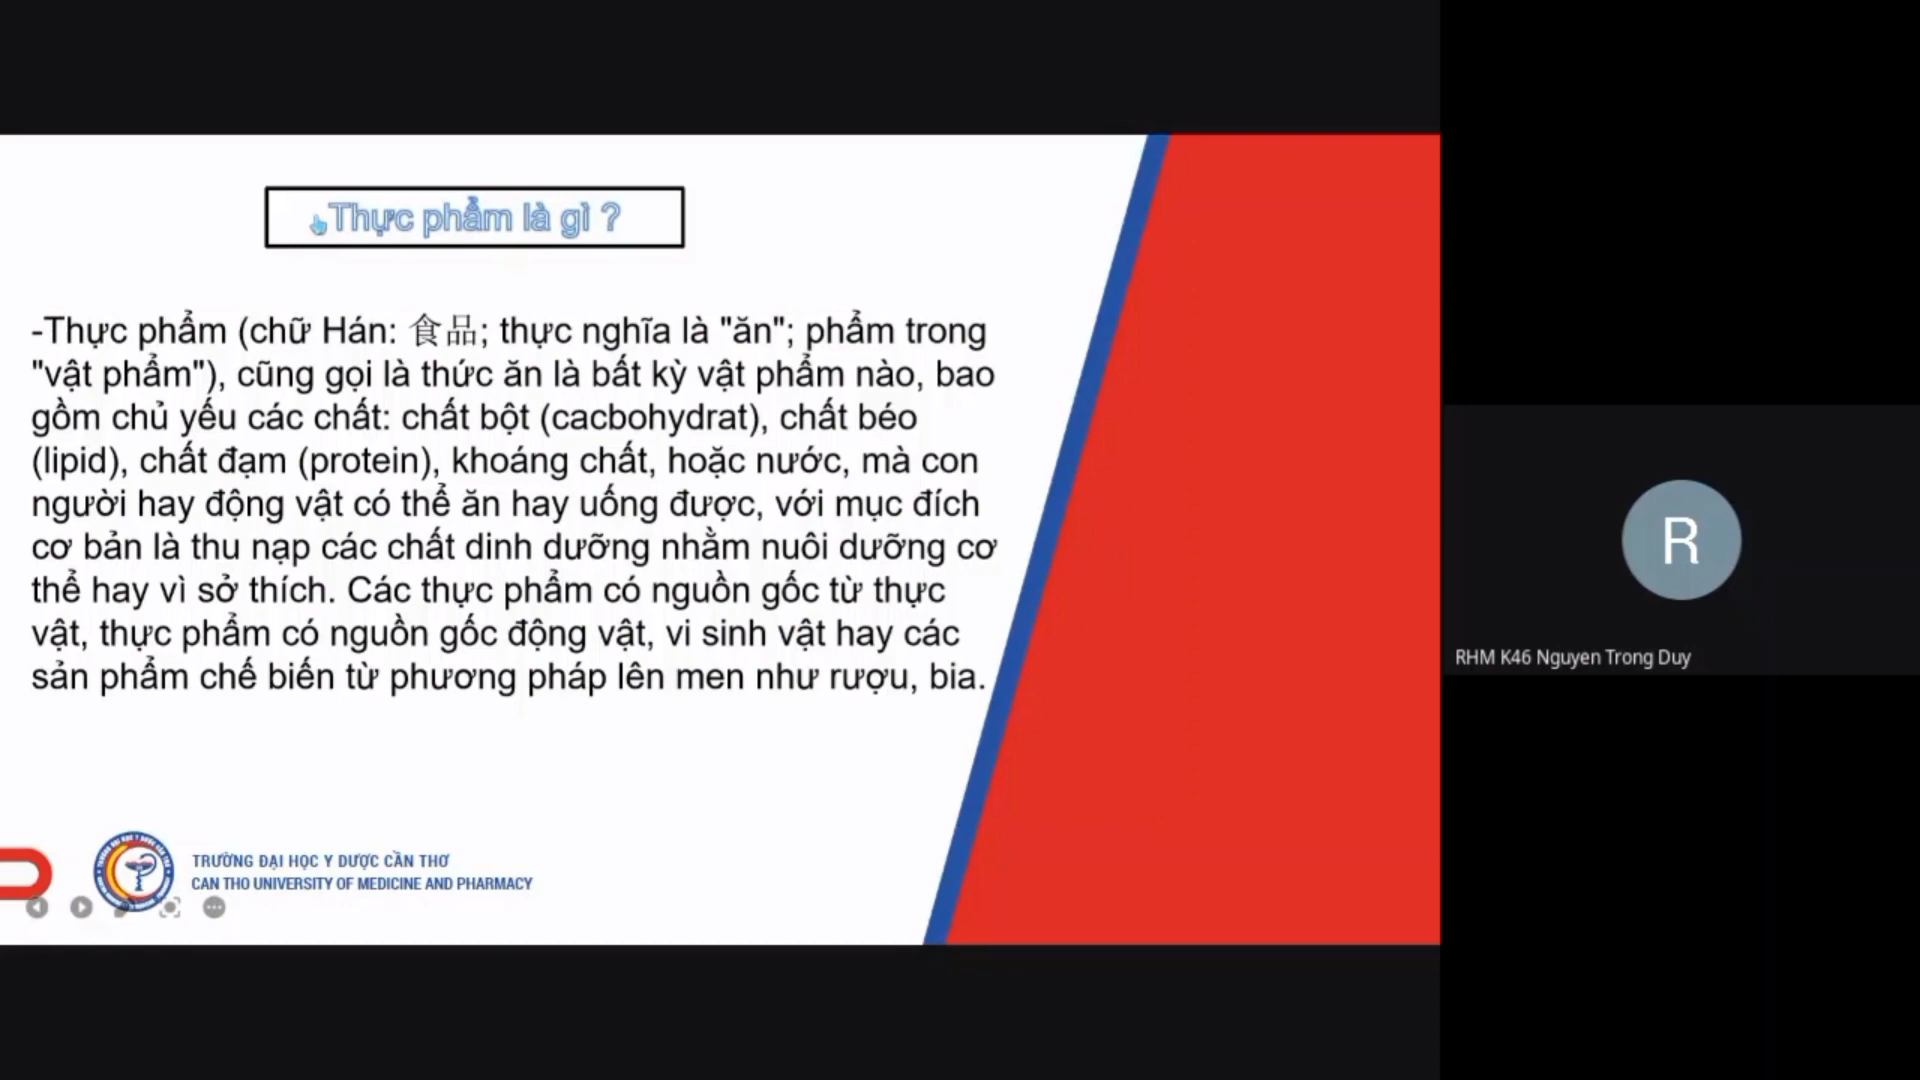 Thực phẩm là gì ?
-Thực phẩm (chữ Hán: 食品; thực nghĩa là "ăn"; phẩm trong
"vật phẩm"), cũng gọi là thức ăn là bất kỳ vật phẩm nào, bao
gồm chủ yếu các chất: chất bột (cacbohydrat), chất béo
(lipid), chất đạm (protein), khoáng chất, hoặc nước, mà con
người hay động vật có thể ăn hay uống được, với mục đích
cơ bản là thu nạp các chất dinh dưỡng nhằm nuôi dưỡng cơ
thể hay vì sở thích. Các thực phẩm có nguồn gốc từ thực
vật, thực phẩm có nguồn gốc động vật, vi sinh vật hay các
sản phẩm chế biến từ phương pháp lên men như rượu, bia.
TRƯỜNG ĐẠI HỌC Y DƯỢC CẦN THƠ
CAN THO UNIVERSITY OF MEDICINE AND PHARMACY
R
RHM K46 Nguyen Trong Duy